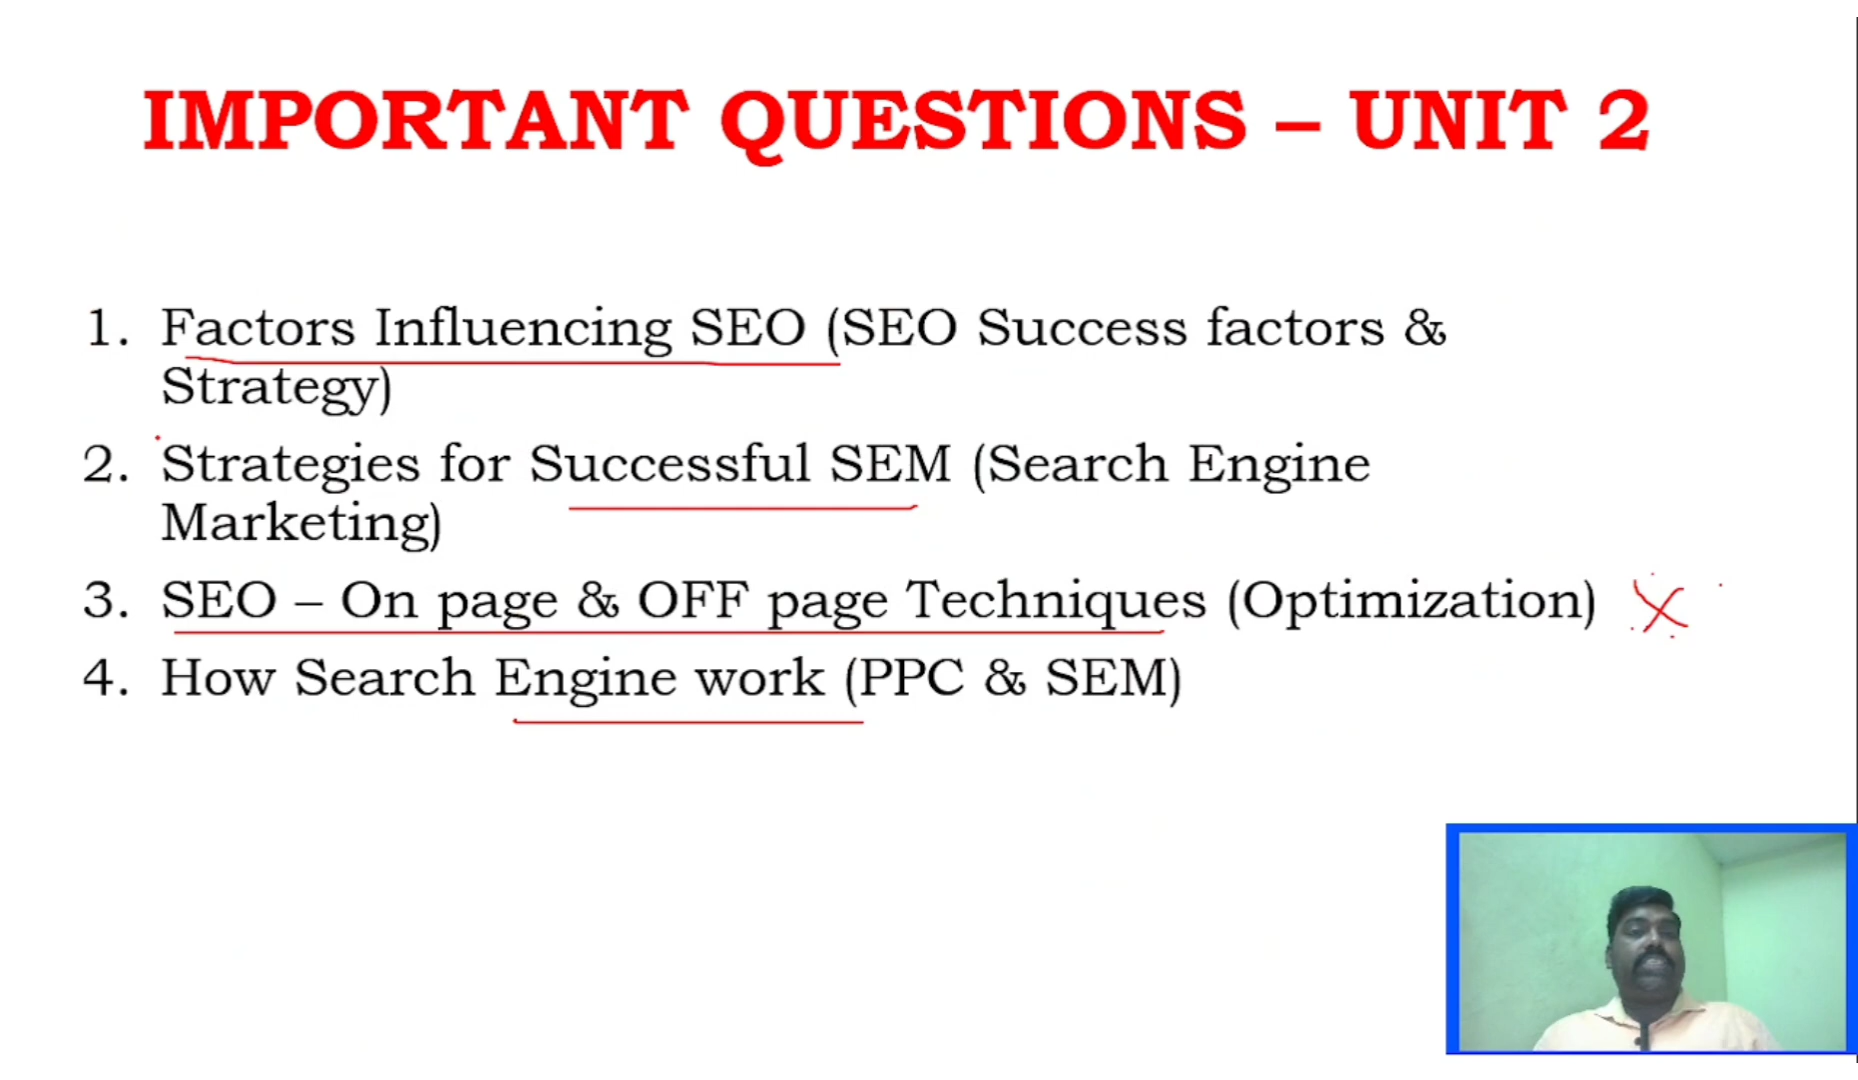 IMPORTANT QUESTIONS – UNIT 2
1. Factors Influencing SEO (SEO Success factors &
Strategy)
2. Strategies for Successful SEM (Search Engine
Marketing)
3. SEO – On page & OFF page Techniques (Optimization)
4. How Search Engine work (PPC & SEM)